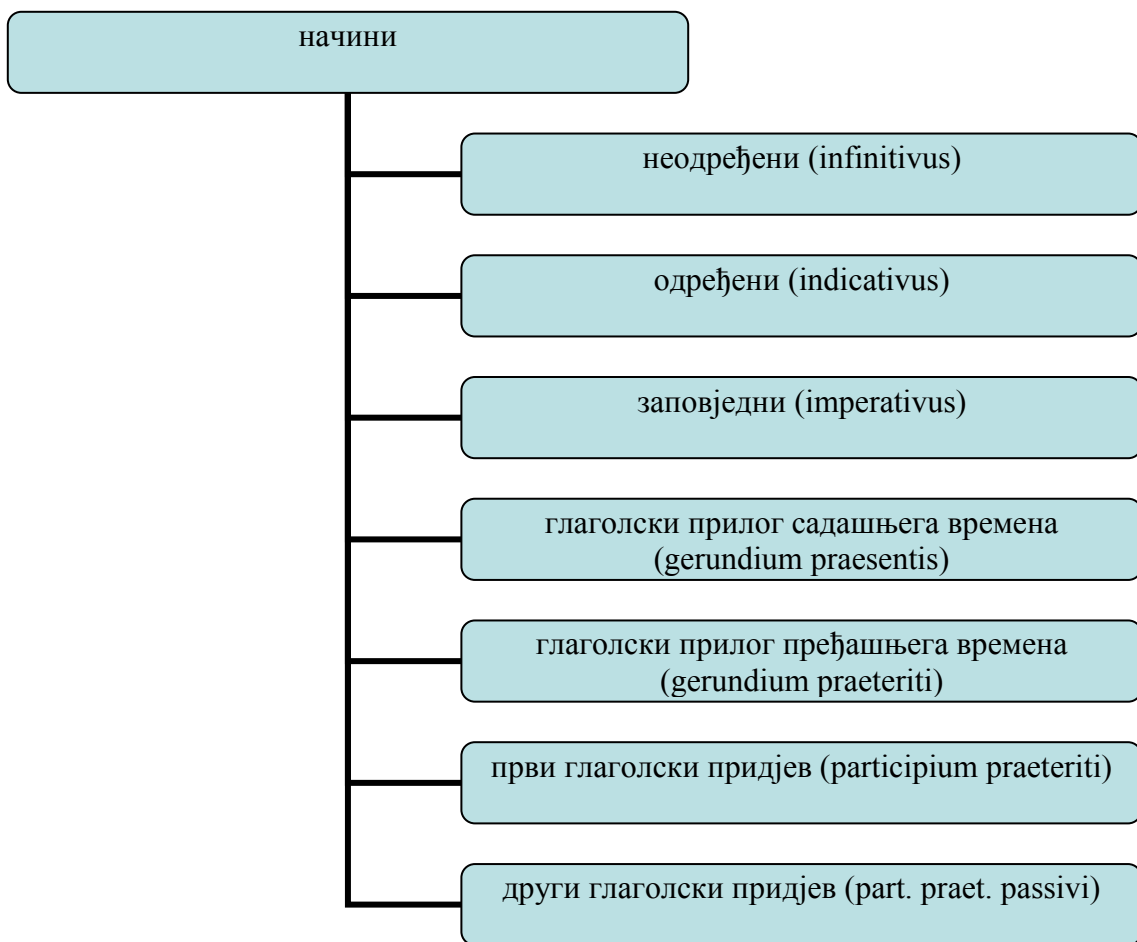 начини
неодређени (infinitivus)
одређени (indicativus)
заповједни (imperativus)
глаголски прилог садашњега времена
(gerundium praesentis)
глаголски прилог пређашњега времена
(gerundium praeteriti)
први глаголски придјев (participium praeteriti)
други глаголски придјев (part. praet. passivi)